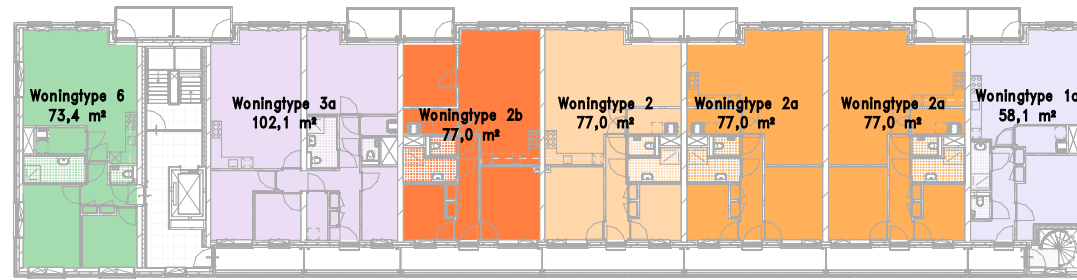 Woningtype 6
73,4 m²
Woningtype 3a
102,1 m²
Woningtype 2b
77,0 m²
Woningtype 2
77,0 m²
Woningtype 2a
77,0 m²
Woningtype 2a
77,0 m²
Woningtype 1a
58,1 m²